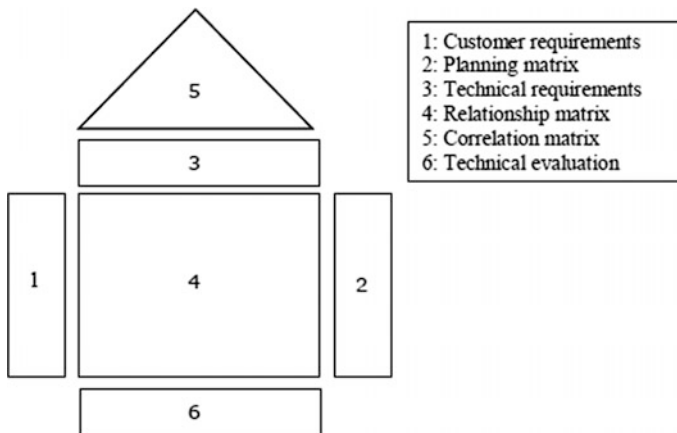 5
3
1
4
2
6
1: Customer requirements
2: Planning matrix
3: Technical requirements
4: Relationship matrix
5: Correlation matrix
6: Technical evaluation